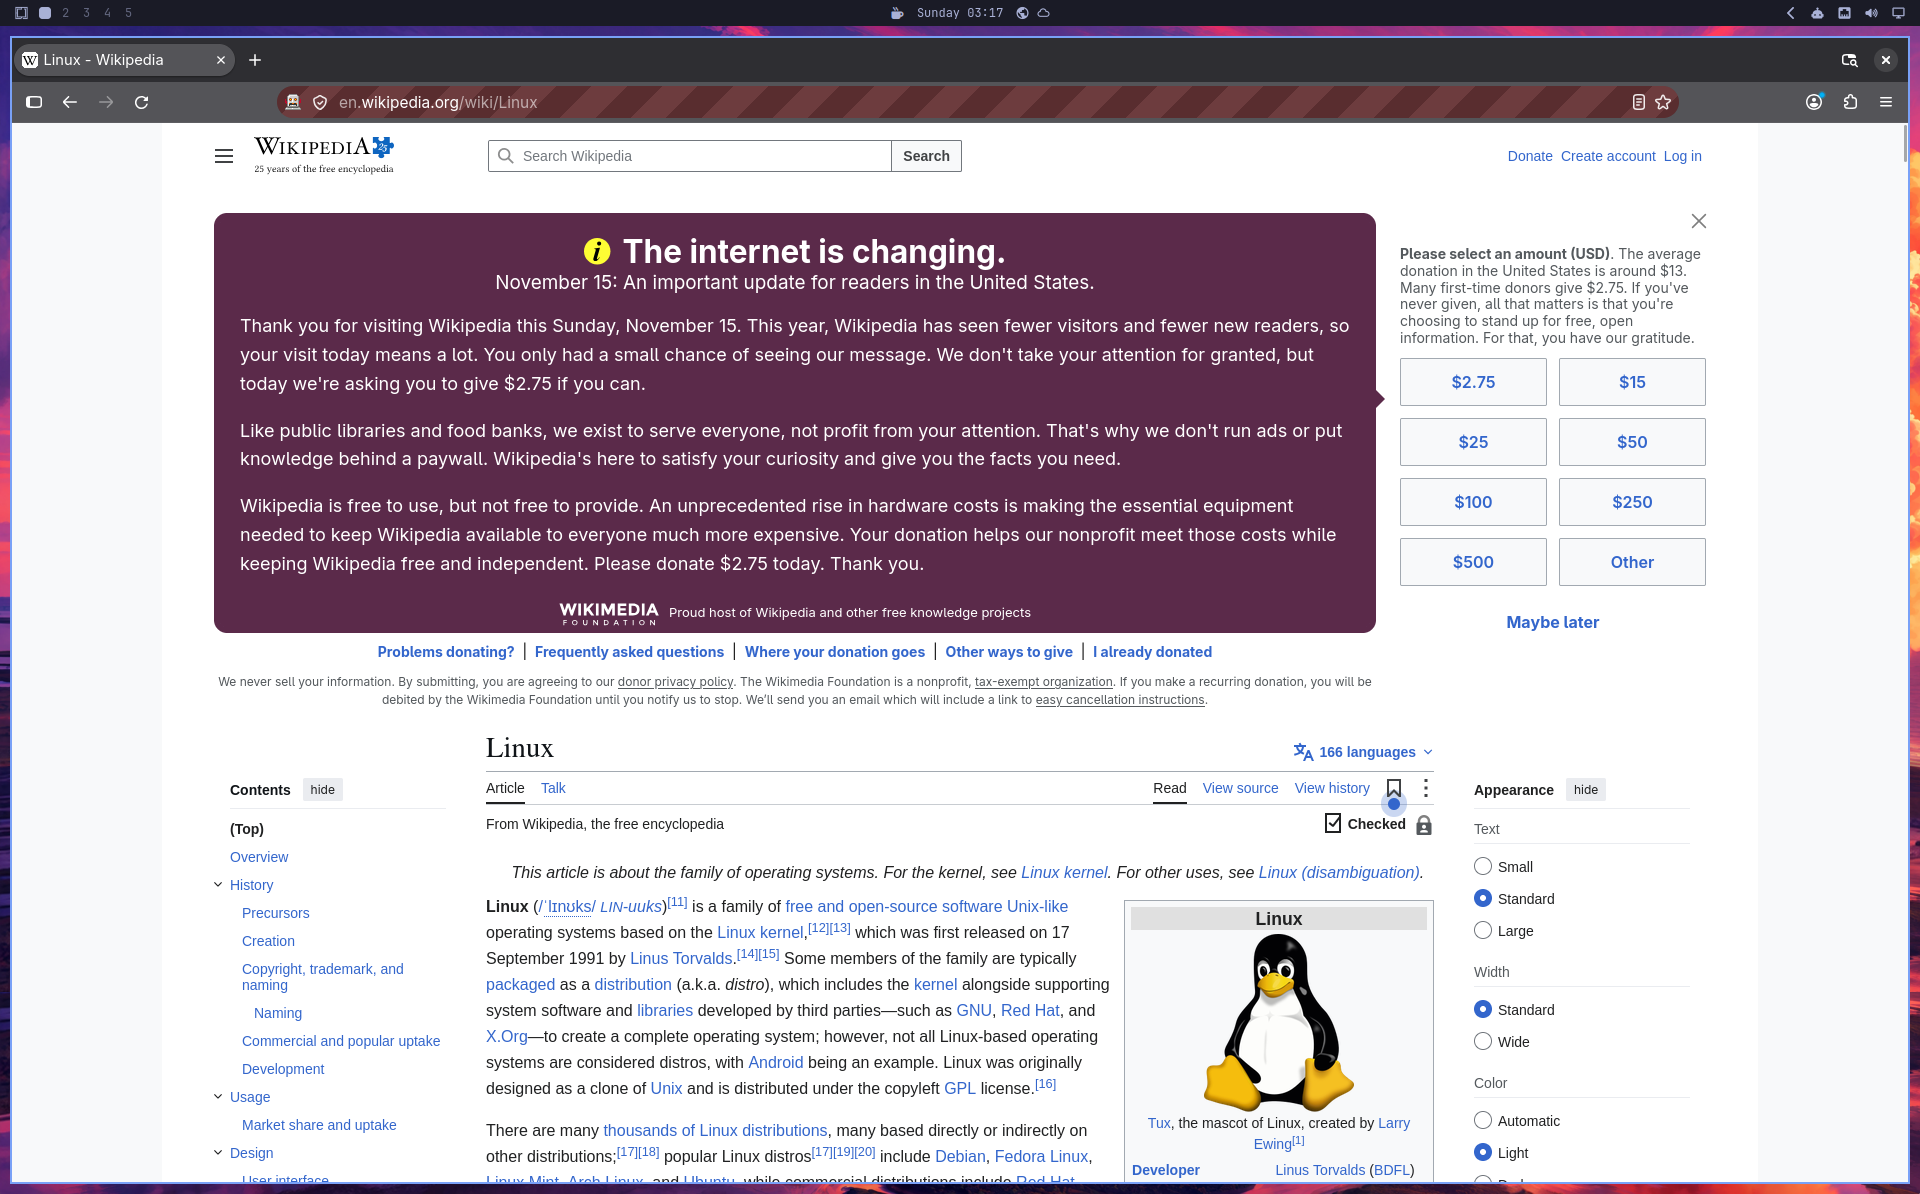 2 3 4 5
Sunday 03:17
Linux - Wikipedia
en.wikipedia.org/wiki/Linux
WIKIPEDIA 25
25 years of the free encyclopedia
Search Wikipedia
Search
Donate Create account Log in
i The internet is changing.
November 15: An important update for readers in the United States.
Thank you for visiting Wikipedia this Sunday, November 15. This year, Wikipedia has seen fewer visitors and fewer new readers, so
your visit today means a lot. You only had a small chance of seeing our message. We don't take your attention for granted, but
today we're asking you to give $2.75 if you can.
Like public libraries and food banks, we exist to serve everyone, not profit from your attention. That's why we don't run ads or put
knowledge behind a paywall. Wikipedia's here to satisfy your curiosity and give you the facts you need.
Wikipedia is free to use, but not free to provide. An unprecedented rise in hardware costs is making the essential equipment
needed to keep Wikipedia available to everyone much more expensive. Your donation helps our nonprofit meet those costs while
keeping Wikipedia free and independent. Please donate $2.75 today. Thank you.
WIKIMEDIA
FOUNDATION
Proud host of Wikipedia and other free knowledge projects
Please select an amount (USD). The average
donation in the United States is around $13.
Many first-time donors give $2.75. If you've
never given, all that matters is that you're
choosing to stand up for free, open
information. For that, you have our gratitude.
$2.75 $15
$25 $50
$100 $250
$500 Other
Maybe later
Problems donating? | Frequently asked questions | Where your donation goes | Other ways to give | I already donated
We never sell your information. By submitting, you are agreeing to our donor privacy policy. The Wikimedia Foundation is a nonprofit, tax-exempt organization. If you make a recurring donation, you will be
debited by the Wikimedia Foundation until you notify us to stop. We’ll send you an email which will include a link to easy cancellation instructions.
Contents hide
(Top)
Overview
History
Precursors
Creation
Copyright, trademark, and
naming
Naming
Commercial and popular uptake
Development
Usage
Market share and uptake
Design
User interface
Linux
166 languages
Article Talk
Read View source View history
From Wikipedia, the free encyclopedia
Checked
This article is about the family of operating systems. For the kernel, see Linux kernel. For other uses, see Linux (disambiguation).
Linux (/ˈlɪnʊks/ LIN-uuks)[11] is a family of free and open-source software Unix-like
operating systems based on the Linux kernel,[12][13] which was first released on 17
September 1991 by Linus Torvalds.[14][15] Some members of the family are typically
packaged as a distribution (a.k.a. distro), which includes the kernel alongside supporting
system software and libraries developed by third parties—such as GNU, Red Hat, and
X.Org—to create a complete operating system; however, not all Linux-based operating
systems are considered distros, with Android being an example. Linux was originally
designed as a clone of Unix and is distributed under the copyleft GPL license.[16]
There are many thousands of Linux distributions, many based directly or indirectly on
other distributions;[17][18] popular Linux distros[17][19][20] include Debian, Fedora Linux,
Linux Mint, Arch Linux, and Ubuntu, while commercial distributions include Red Hat
Linux
Tux, the mascot of Linux, created by Larry
Ewing[1]
Developer Linus Torvalds (BDFL)
Appearance hide
Text
Small
Standard
Large
Width
Standard
Wide
Color
Automatic
Light